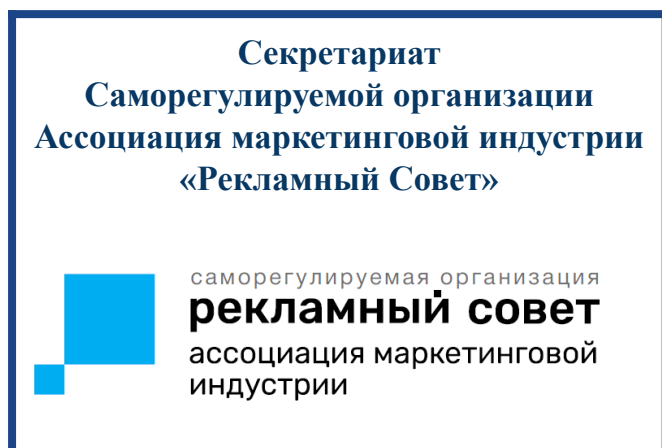 Секретариат
Саморегулируемой организации
Ассоциация маркетинговой индустрии
«Рекламный Совет»
саморегулируемая организация
рекламный совет
ассоциация маркетинговой
индустрии